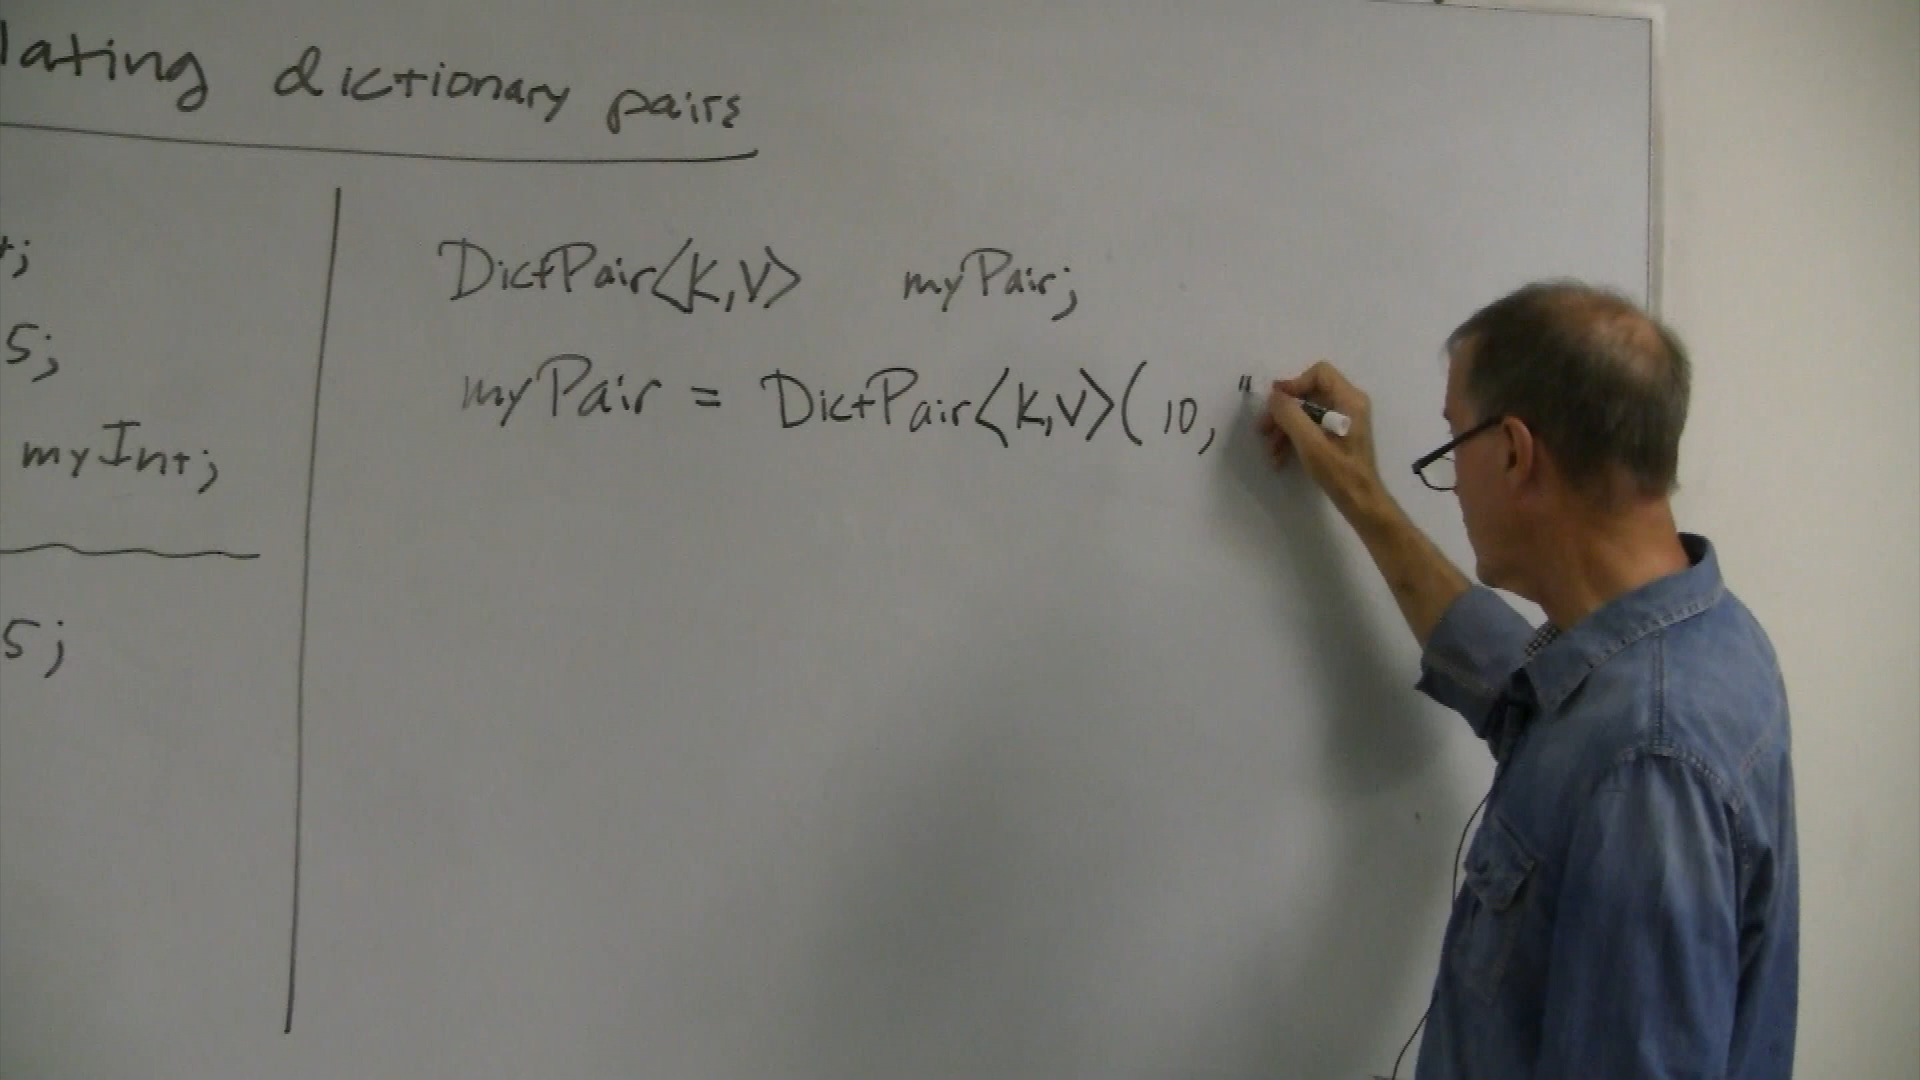 lating dictionary pairs
t;
5;
myInt;
5;
DictPair<K,V> myPair;
myPair = DictPair<K,V>( 10, "